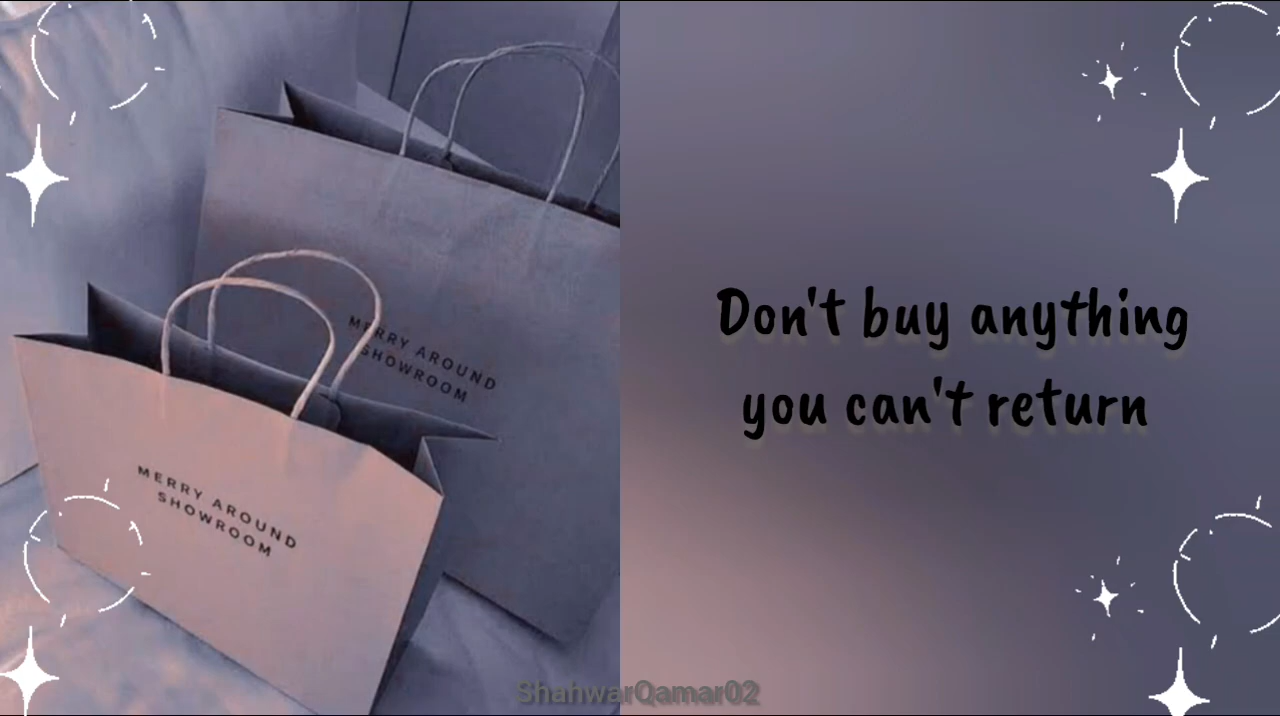 MERRY AROUND
SHOWROOM
MERRY AROUND
SHOWROOM
Don't buy anything
you can't return
ShahwarQamar02